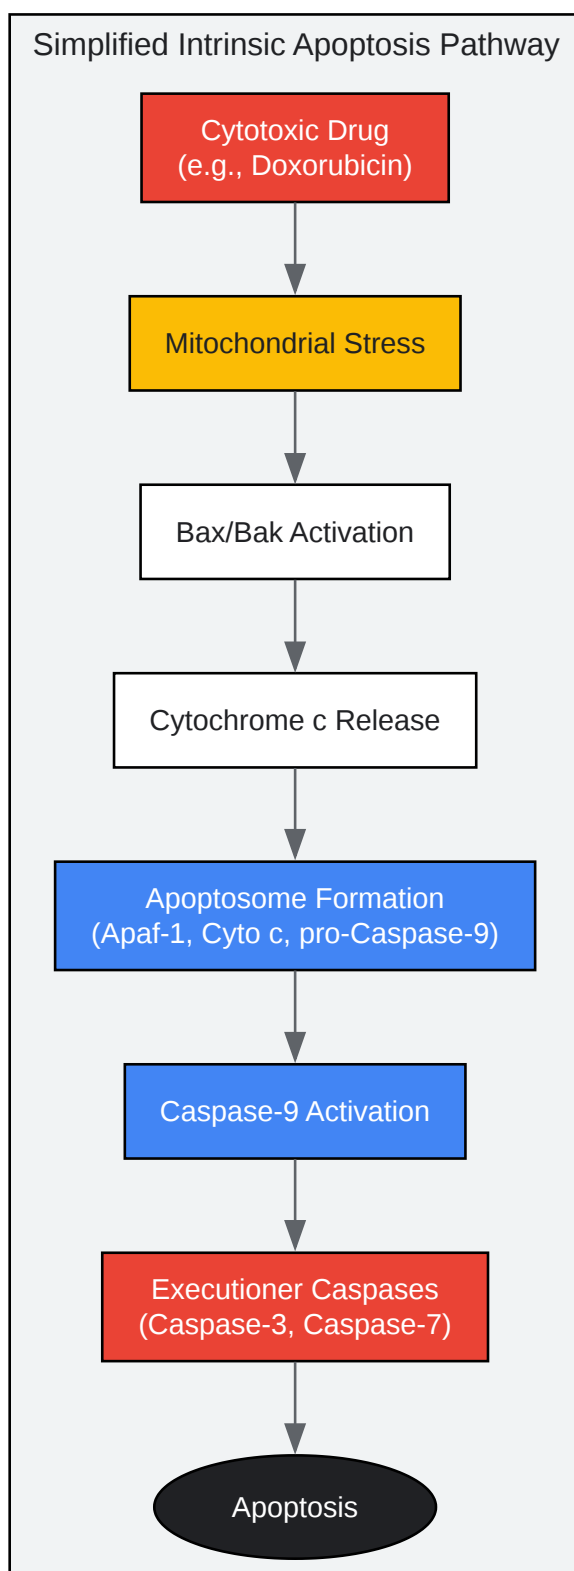 Simplified Intrinsic Apoptosis Pathway
Cytotoxic Drug
(e.g., Doxorubicin)
Mitochondrial Stress
Bax/Bak Activation
Cytochrome c Release
Apoptosome Formation
(Apaf-1, Cyto c, pro-Caspase-9)
Caspase-9 Activation
Executioner Caspases
(Caspase-3, Caspase-7)
Apoptosis